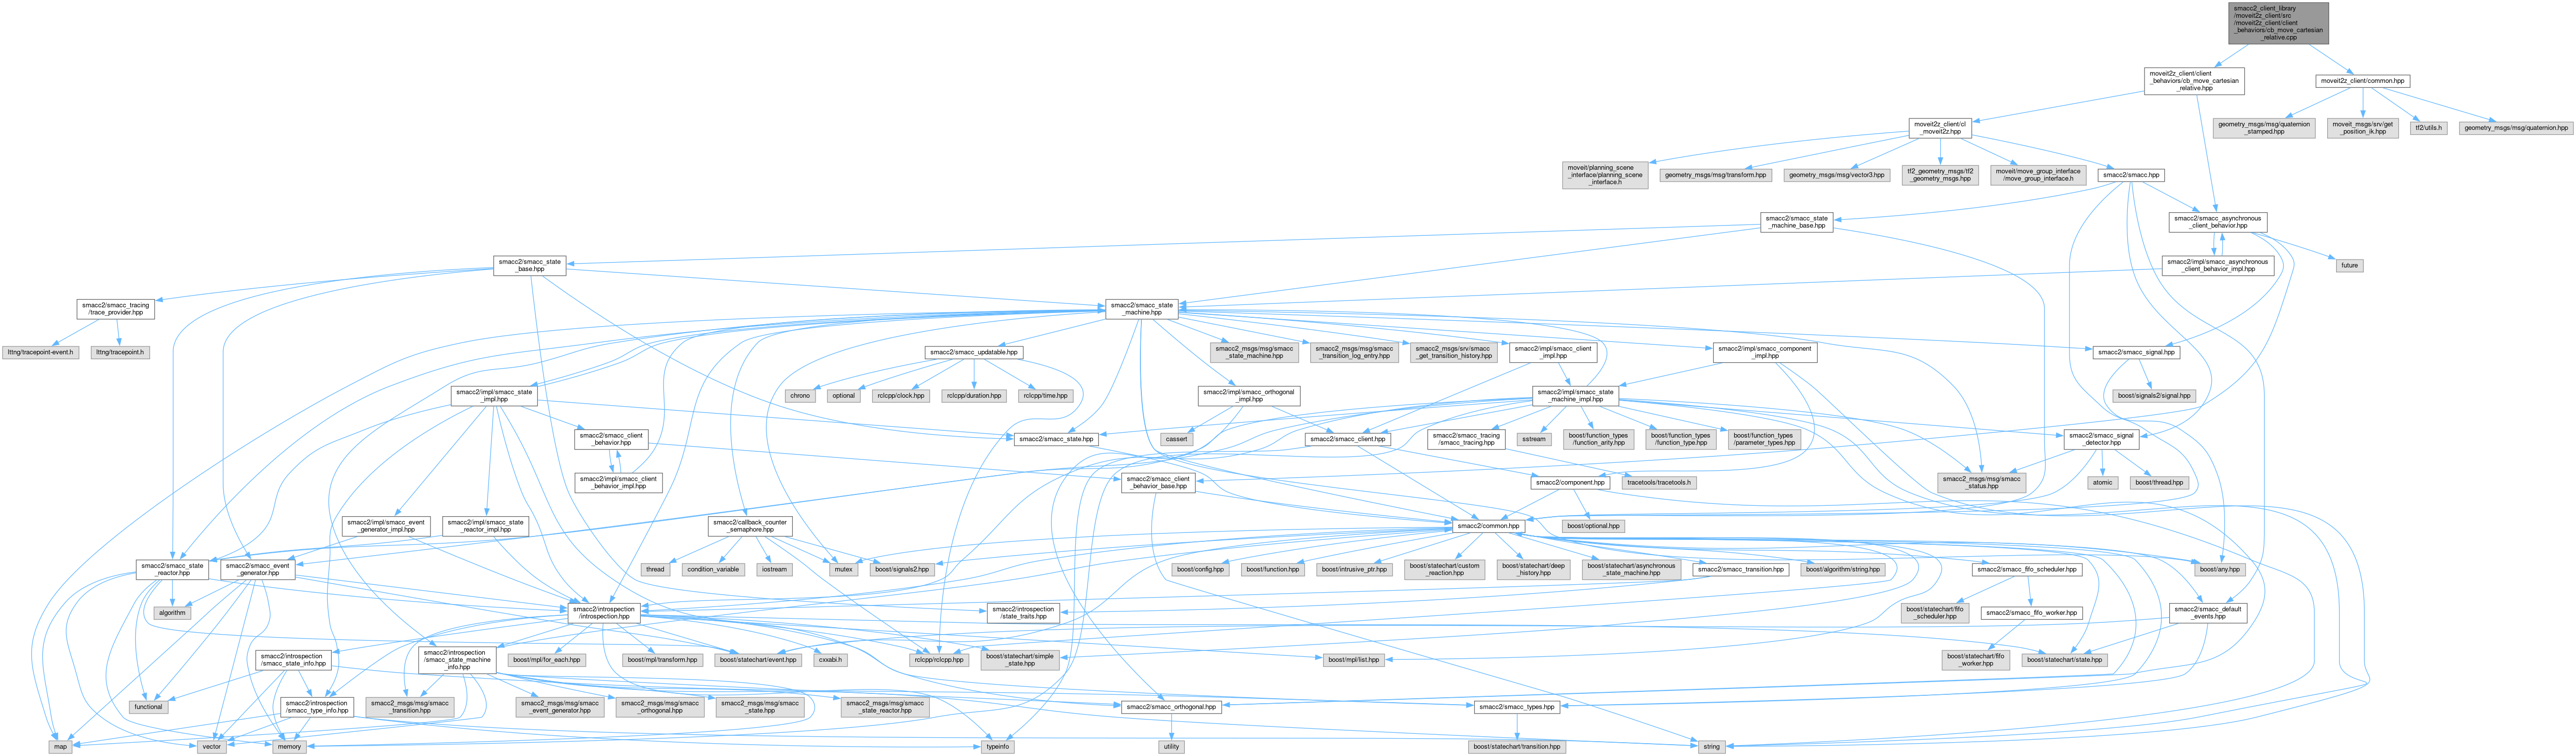 smacc2_client_library
/moveit2z_client/src
/moveit2z_client/client
_behaviors/cb_move_cartesian
_relative.cpp
moveit2z_client/client
_behaviors/cb_move_cartesian
_relative.hpp
moveit2z_client/common.hpp
moveit2z_client/cl
_moveit2z.hpp
geometry_msgs/msg/quaternion
_stamped.hpp
moveit_msgs/srv/get
_position_ik.hpp
tf2/utils.h
geometry_msgs/msg/quaternion.hpp
moveit/planning_scene
_interface/planning_scene
_interface.h
geometry_msgs/msg/transform.hpp
geometry_msgs/msg/vector3.hpp
tf2_geometry_msgs/tf2
_geometry_msgs.hpp
moveit/move_group_interface
/move_group_interface.h
smacc2/smacc.hpp
smacc2/smacc_state
_machine_base.hpp
smacc2/smacc_asynchronous
_client_behavior.hpp
smacc2/smacc_state
_base.hpp
smacc2/impl/smacc_asynchronous
_client_behavior_impl.hpp
future
smacc2/smacc_tracing
/trace_provider.hpp
smacc2/smacc_state
_machine.hpp
lttng/tracepoint-event.h
lttng/tracepoint.h
smacc2/smacc_updatable.hpp
smacc2_msgs/msg/smacc
_state_machine.hpp
smacc2_msgs/msg/smacc
_transition_log_entry.hpp
smacc2_msgs/srv/smacc
_get_transition_history.hpp
smacc2/impl/smacc_client
_impl.hpp
smacc2/impl/smacc_component
_impl.hpp
smacc2/smacc_signal.hpp
smacc2/impl/smacc_state
_impl.hpp
chrono
optional
rclcpp/clock.hpp
rclcpp/duration.hpp
rclcpp/time.hpp
smacc2/impl/smacc_orthogonal
_impl.hpp
smacc2/impl/smacc_state
_machine_impl.hpp
boost/signals2/signal.hpp
smacc2/smacc_client
_behavior.hpp
smacc2/smacc_state.hpp
cassert
smacc2/smacc_client.hpp
smacc2/smacc_tracing
/smacc_tracing.hpp
sstream
boost/function_types
/function_arity.hpp
boost/function_types
/function_type.hpp
boost/function_types
/parameter_types.hpp
smacc2/smacc_signal
_detector.hpp
smacc2/impl/smacc_client
_behavior_impl.hpp
smacc2/smacc_client
_behavior_base.hpp
smacc2/component.hpp
tracetools/tracetools.h
smacc2_msgs/msg/smacc
_status.hpp
atomic
boost/thread.hpp
smacc2/impl/smacc_event
_generator_impl.hpp
smacc2/impl/smacc_state
_reactor_impl.hpp
smacc2/callback_counter
_semaphore.hpp
smacc2/common.hpp
boost/optional.hpp
smacc2/smacc_state
_reactor.hpp
smacc2/smacc_event
_generator.hpp
thread
condition_variable
iostream
mutex
boost/signals2.hpp
boost/config.hpp
boost/function.hpp
boost/intrusive_ptr.hpp
boost/statechart/custom
_reaction.hpp
boost/statechart/deep
_history.hpp
boost/statechart/asynchronous
_state_machine.hpp
smacc2/smacc_transition.hpp
boost/algorithm/string.hpp
smacc2/smacc_fifo_scheduler.hpp
boost/any.hpp
algorithm
smacc2/introspection
/introspection.hpp
smacc2/introspection
/state_traits.hpp
boost/statechart/fifo
_scheduler.hpp
smacc2/smacc_fifo_worker.hpp
smacc2/smacc_default
_events.hpp
smacc2/introspection
/smacc_state_info.hpp
smacc2/introspection
/smacc_state_machine
_info.hpp
boost/mpl/for_each.hpp
boost/mpl/transform.hpp
boost/statechart/event.hpp
cxxabi.h
rclcpp/rclcpp.hpp
boost/statechart/simple
_state.hpp
boost/mpl/list.hpp
boost/statechart/fifo
_worker.hpp
boost/statechart/state.hpp
functional
smacc2/introspection
/smacc_type_info.hpp
smacc2_msgs/msg/smacc
_transition.hpp
smacc2_msgs/msg/smacc
_event_generator.hpp
smacc2_msgs/msg/smacc
_orthogonal.hpp
smacc2_msgs/msg/smacc
_state.hpp
smacc2_msgs/msg/smacc
_state_reactor.hpp
smacc2/smacc_orthogonal.hpp
smacc2/smacc_types.hpp
map
vector
memory
typeinfo
utility
boost/statechart/transition.hpp
string